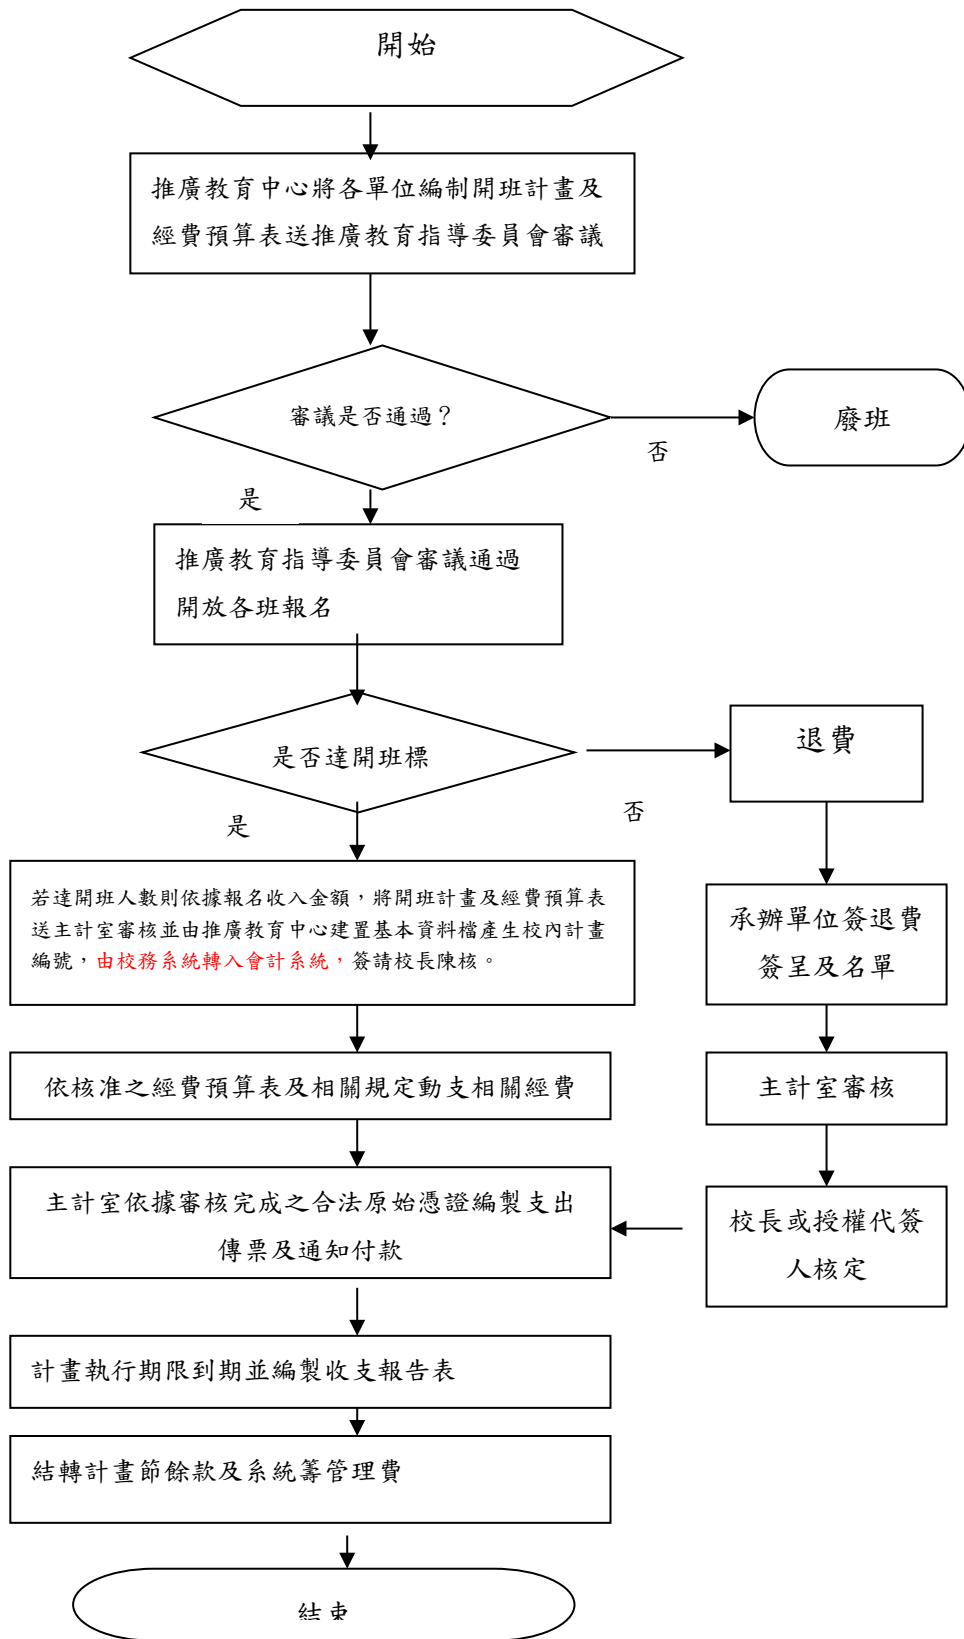 開始
推廣教育中心將各單位編制開班計畫及
經費預算表送推廣教育指導委員會審議
審議是否通過？
否
廢班
是
推廣教育指導委員會審議通過
開放各班報名
是否達開班標
否
退費
是
若達開班人數則依據報名收入金額，將開班計畫及經費預算表
送主計室審核並由推廣教育中心建置基本資料檔產生校內計畫
編號，由校務系統轉入會計系統，簽請校長陳核。
承辦單位簽退費
簽呈及名單
依核准之經費預算表及相關規定動支相關經費
主計室審核
主計室依據審核完成之合法原始憑證編製支出
傳票及通知付款
校長或授權代簽
人核定
計畫執行期限到期並編製收支報告表
結轉計畫節餘款及系統籌管理費
結束